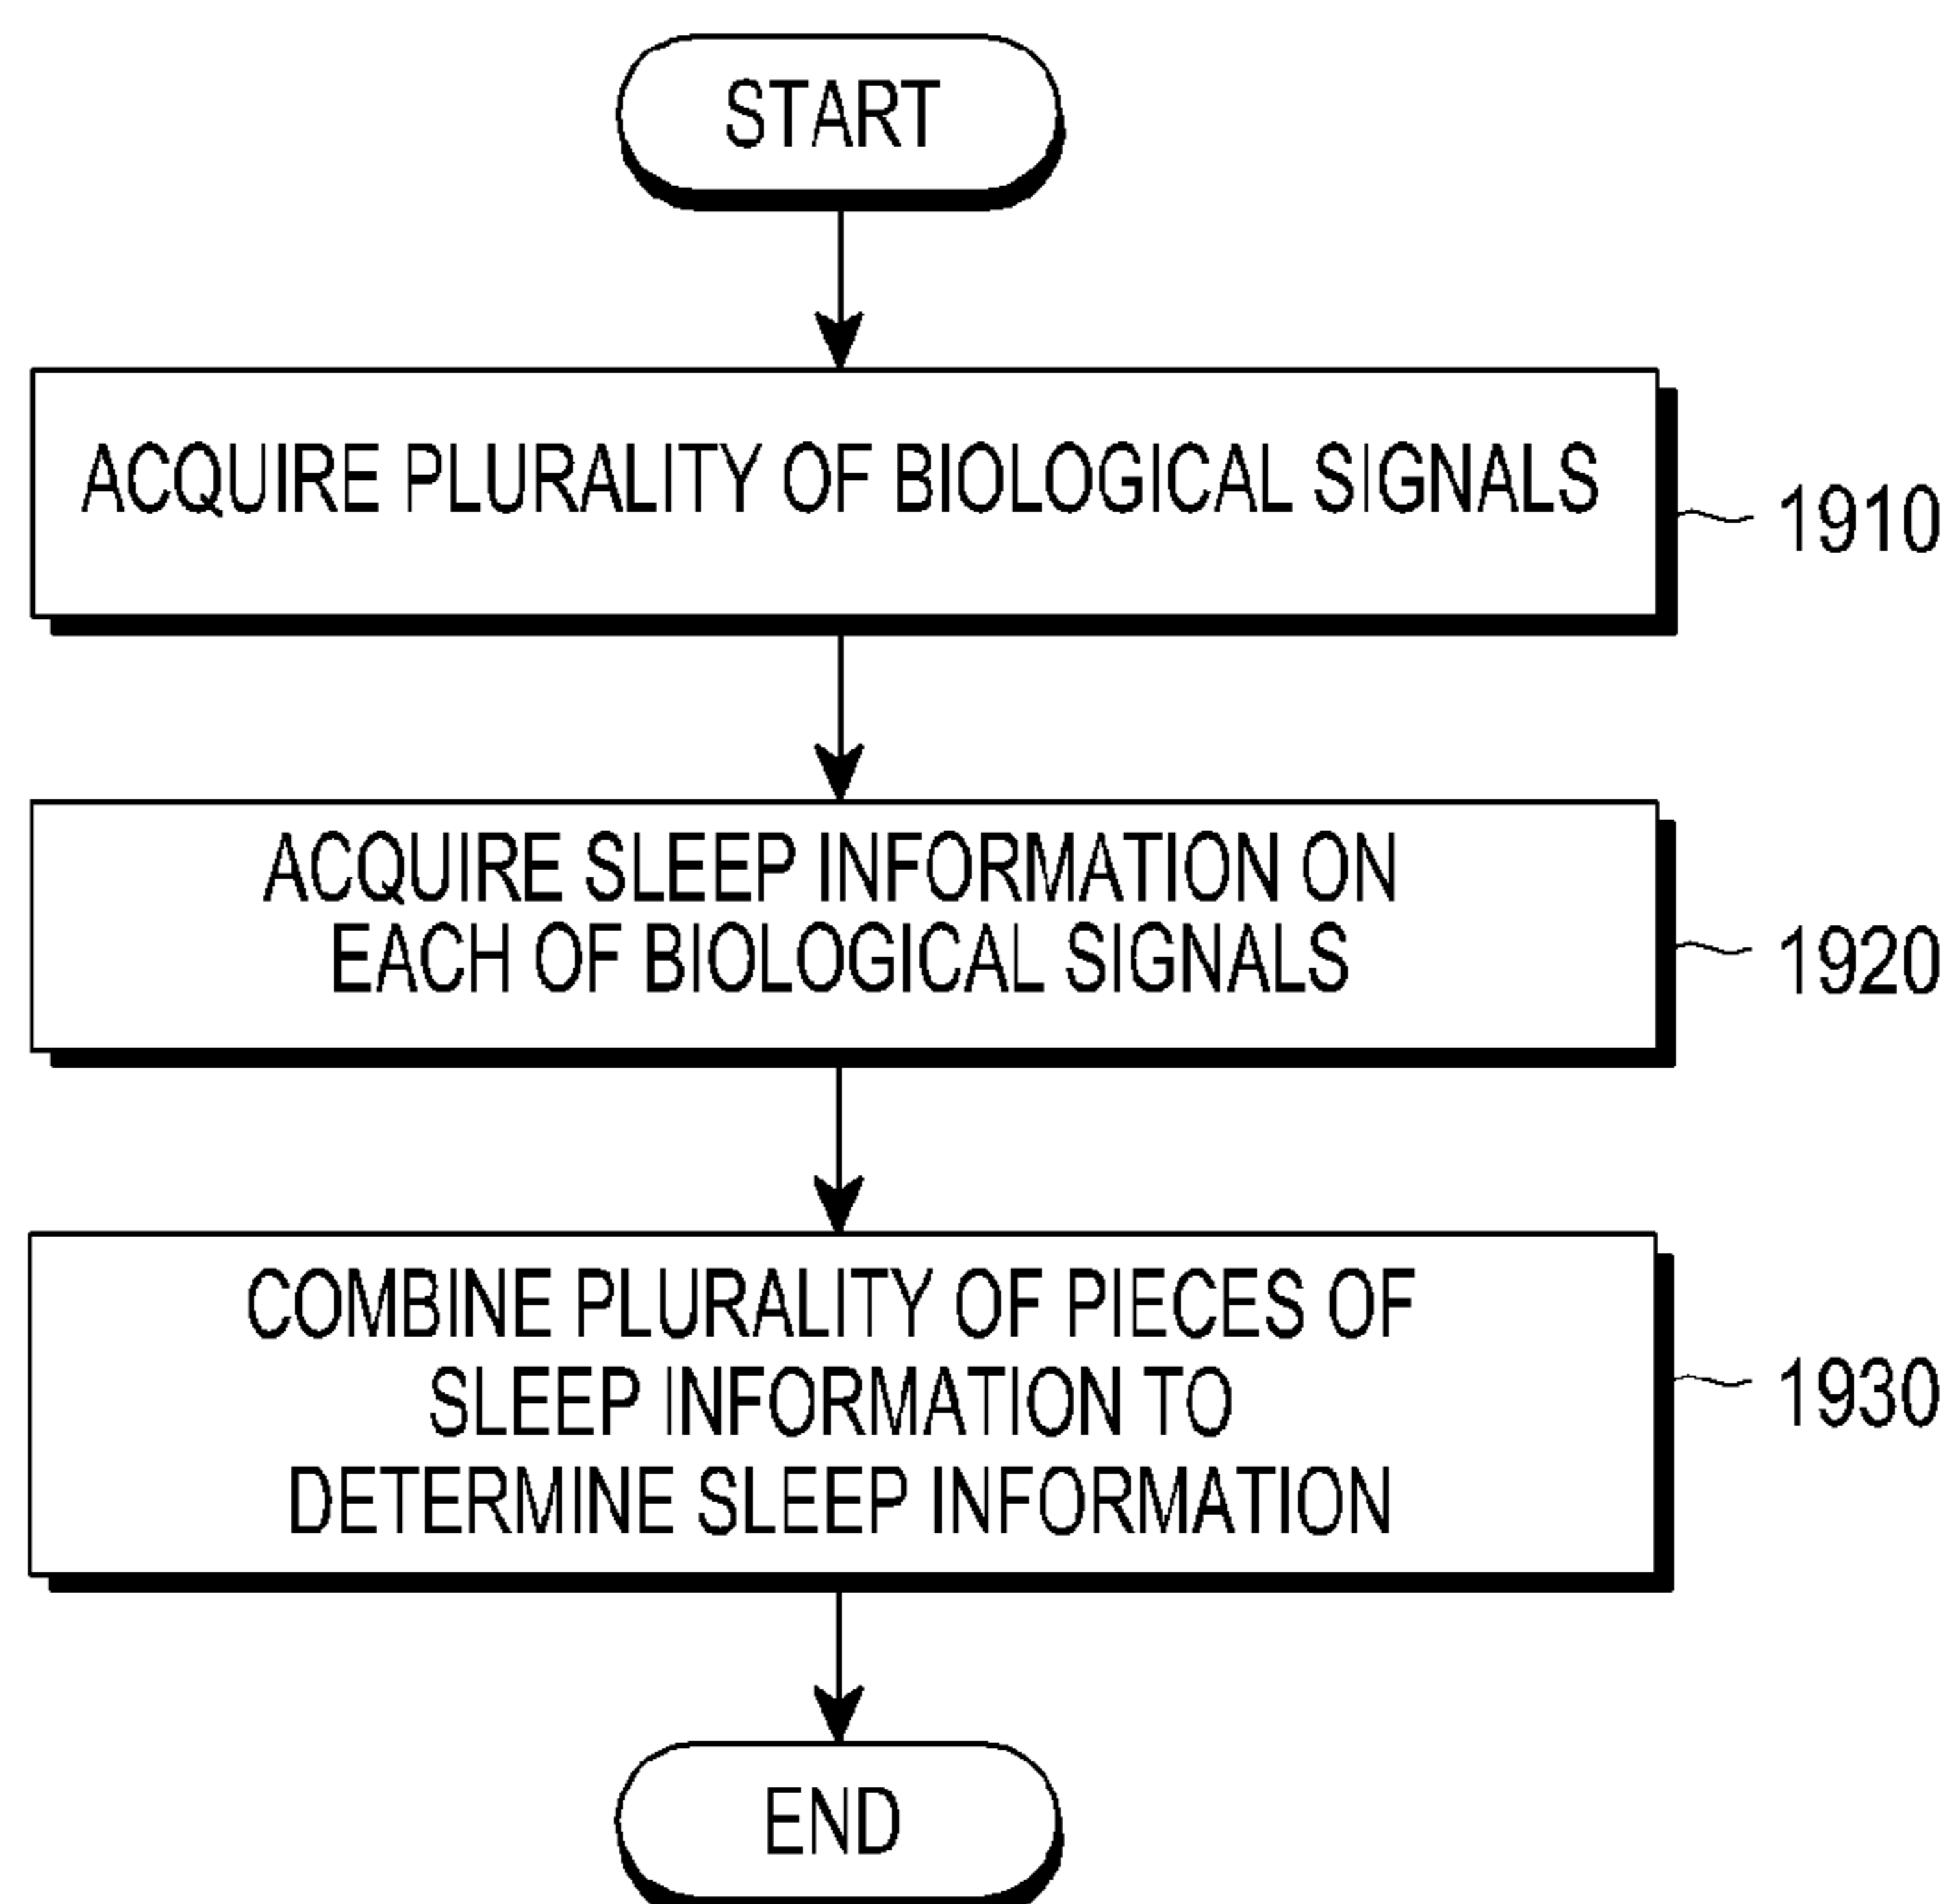 START
ACQUIRE PLURALITY OF BIOLOGICAL SIGNALS
1910
ACQUIRE SLEEP INFORMATION ON
EACH OF BIOLOGICAL SIGNALS
1920
COMBINE PLURALITY OF PIECES OF
SLEEP INFORMATION TO
DETERMINE SLEEP INFORMATION
1930
END